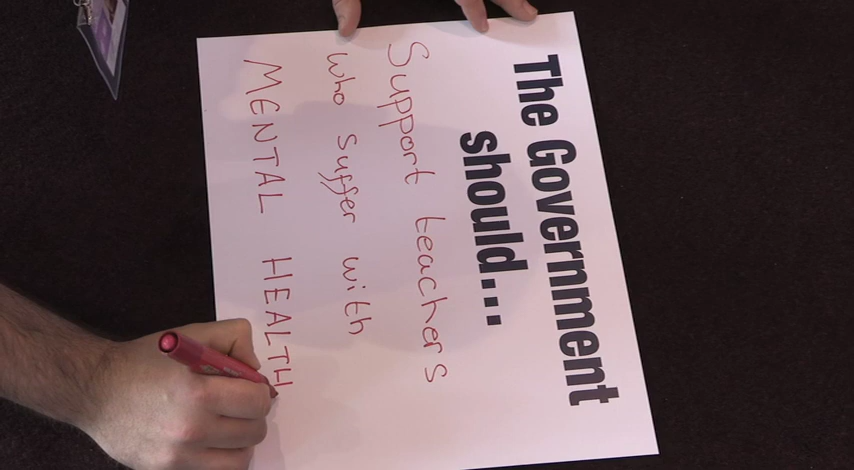 The Government
should...
Support teachers
who suffer with
MENTAL HEALTH